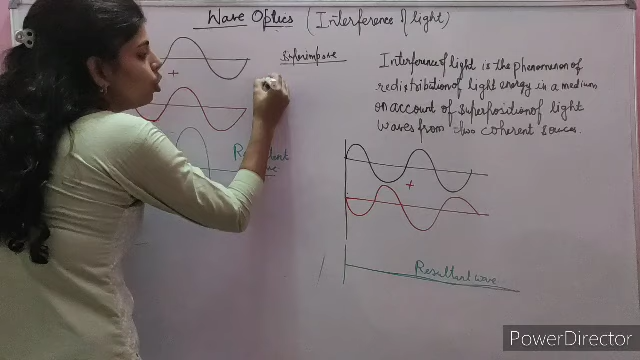 Wave Optics (Interference of light)
Superimpose
Interference of light is the phenomenon of
redistribution of light energy in a medium
on account of superposition of light
waves from two coherent sources.
+
+
Resultant wave
PowerDirector